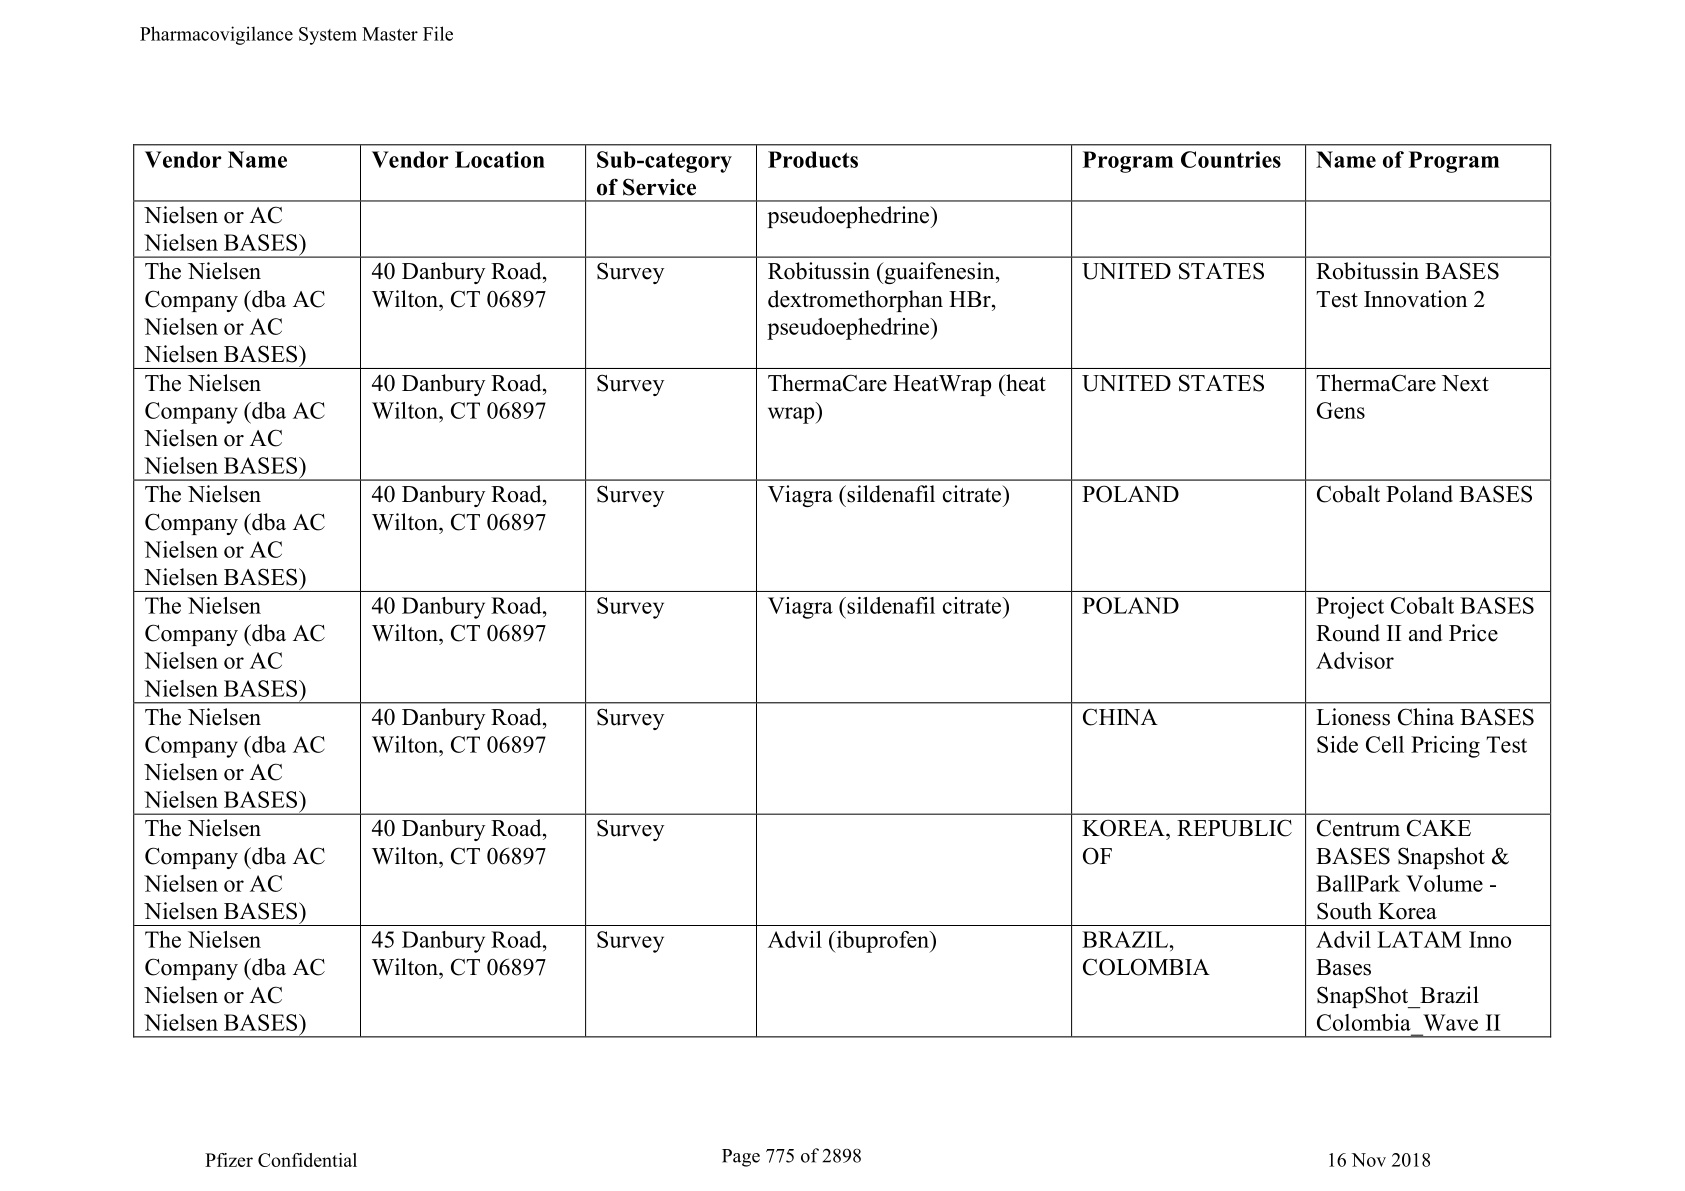 Pharmacovigilance System Master File
Vendor Name
Vendor Location
Sub-category
of Service
Products
Program Countries
Name of Program
Nielsen or AC
Nielsen BASES)
pseudoephedrine)
The Nielsen
Company (dba AC
Nielsen or AC
Nielsen BASES)
40 Danbury Road,
Wilton, CT 06897
Survey
Robitussin (guaifenesin,
dextromethorphan HBr,
pseudoephedrine)
UNITED STATES
Robitussin BASES
Test Innovation 2
The Nielsen
Company (dba AC
Nielsen or AC
Nielsen BASES)
40 Danbury Road,
Wilton, CT 06897
Survey
ThermaCare HeatWrap (heat
wrap)
UNITED STATES
ThermaCare Next
Gens
The Nielsen
Company (dba AC
Nielsen or AC
Nielsen BASES)
40 Danbury Road,
Wilton, CT 06897
Survey
Viagra (sildenafil citrate)
POLAND
Cobalt Poland BASES
The Nielsen
Company (dba AC
Nielsen or AC
Nielsen BASES)
40 Danbury Road,
Wilton, CT 06897
Survey
Viagra (sildenafil citrate)
POLAND
Project Cobalt BASES
Round II and Price
Advisor
The Nielsen
Company (dba AC
Nielsen or AC
Nielsen BASES)
40 Danbury Road,
Wilton, CT 06897
Survey
CHINA
Lioness China BASES
Side Cell Pricing Test
The Nielsen
Company (dba AC
Nielsen or AC
Nielsen BASES)
40 Danbury Road,
Wilton, CT 06897
Survey
KOREA, REPUBLIC
OF
Centrum CAKE
BASES Snapshot &
BallPark Volume -
South Korea
The Nielsen
Company (dba AC
Nielsen or AC
Nielsen BASES)
45 Danbury Road,
Wilton, CT 06897
Survey
Advil (ibuprofen)
BRAZIL,
COLOMBIA
Advil LATAM Inno
Bases
SnapShot_Brazil
Colombia_Wave II
Pfizer Confidential
Page 775 of 2898
16 Nov 2018